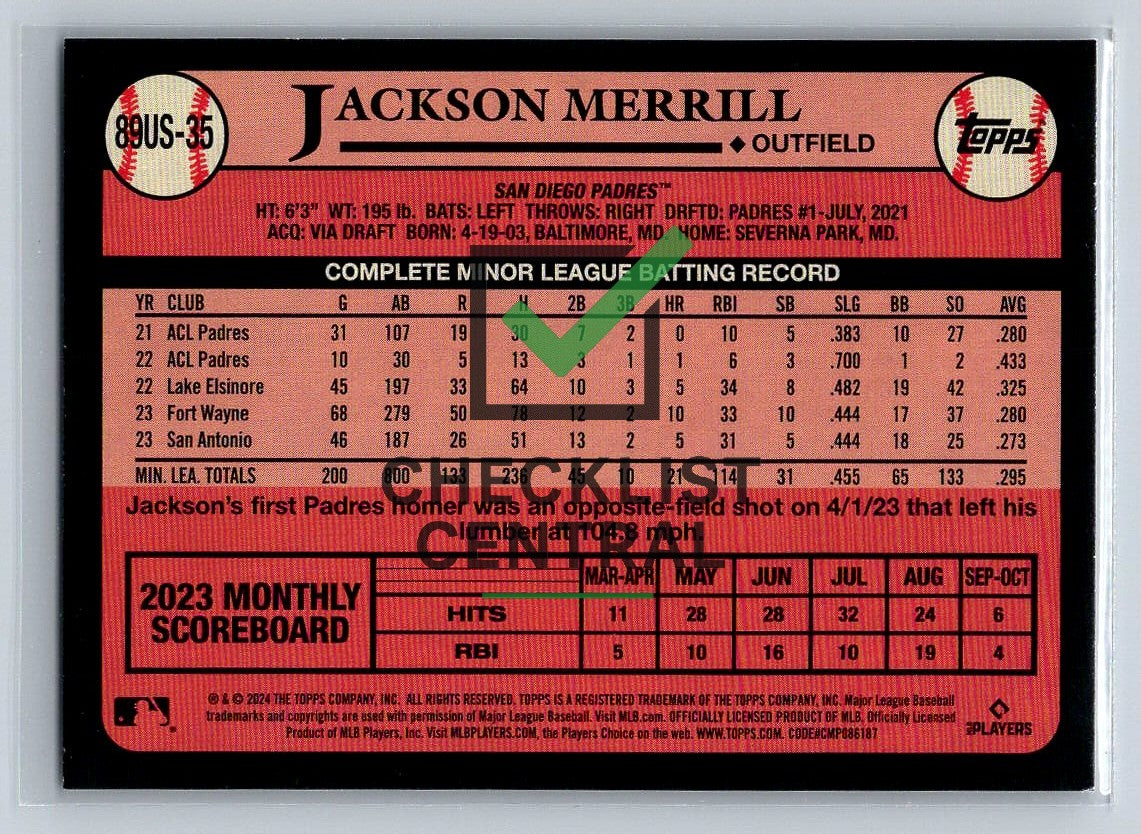 89US-35
JACKSON MERRILL
◆ OUTFIELD
TOPPS
SAN DIEGO PADRES™
HT: 6'3" WT: 195 lb. BATS: LEFT THROWS: RIGHT DRFTD: PADRES #1-JULY, 2021
ACQ: VIA DRAFT BORN: 4-19-03, BALTIMORE, MD HOME: SEVERNA PARK, MD.
COMPLETE MINOR LEAGUE BATTING RECORD
YR CLUB G AB R H 2B 3B HR RBI SB SLG BB SO AVG
21 ACL Padres 31 107 19 30 7 2 0 10 5 .383 10 27 .280
22 ACL Padres 10 30 5 13 3 1 1 6 3 .700 1 2 .433
22 Lake Elsinore 45 197 33 64 10 3 5 34 8 .482 19 42 .325
23 Fort Wayne 68 279 50 78 12 2 10 33 10 .444 17 37 .280
23 San Antonio 46 187 26 51 13 2 5 31 5 .444 18 25 .273
MIN. LEA. TOTALS 200 800 133 236 45 10 21 114 31 .455 65 133 .295
CHECKLIST
Jackson's first Padres homer was an opposite-field shot on 4/1/23 that left his
lumber at 104.8 mph.
CENTRAL
2023 MONTHLY
SCOREBOARD
MAR-APR MAY JUN JUL AUG SEP-OCT
HITS 11 28 28 32 24 6
RBI 5 10 16 10 19 4
® & © 2024 THE TOPPS COMPANY, INC. ALL RIGHTS RESERVED. TOPPS IS A REGISTERED TRADEMARK OF THE TOPPS COMPANY, INC. Major League Baseball
trademarks and copyrights are used with permission of Major League Baseball. Visit MLB.com. OFFICIALLY LICENSED PRODUCT OF MLB. Officially Licensed
Product of MLB Players, Inc. Visit MLBPLAYERS.COM, the Players Choice on the web. WWW.TOPPS.COM. CODE#CMP086187
PLAYERS